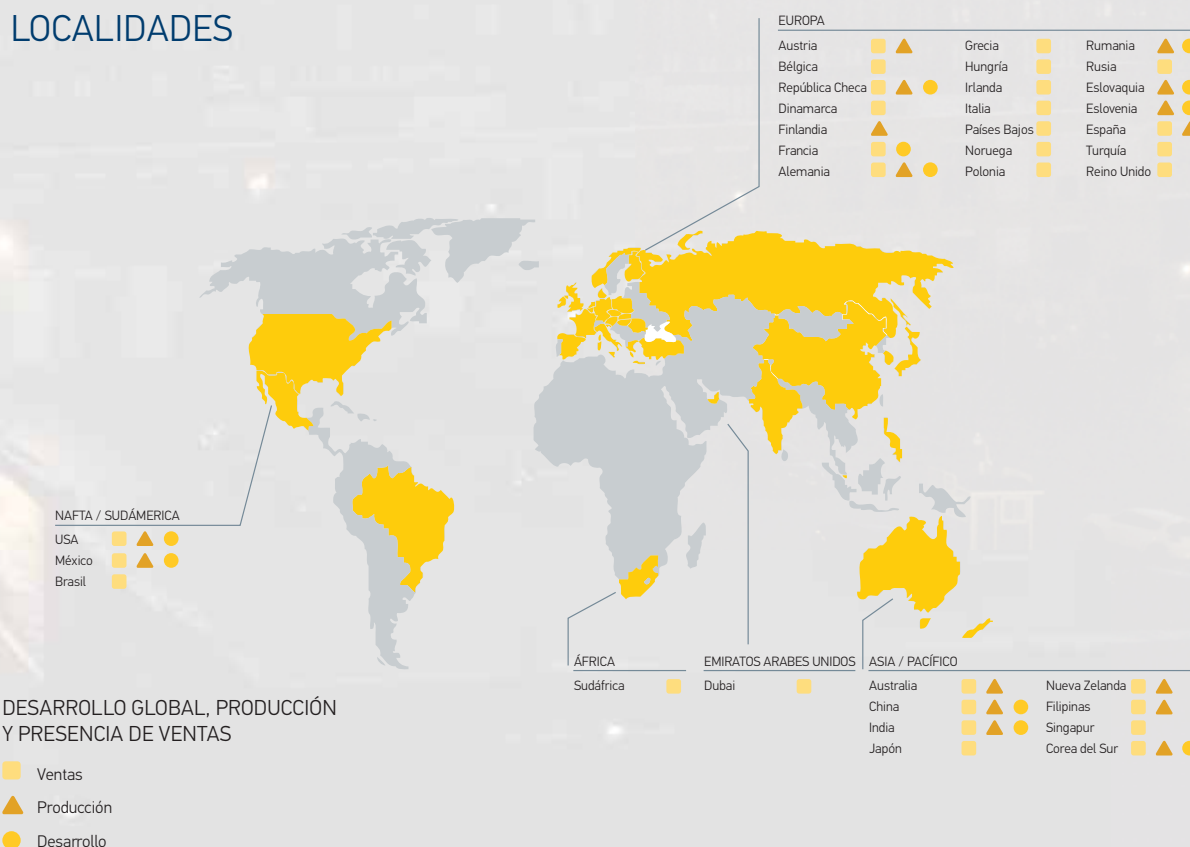 LOCALIDADES
EUROPA
Austria
Bélgica
República Checa
Dinamarca
Finlandia
Francia
Alemania
Grecia
Hungría
Irlanda
Italia
Países Bajos
Noruega
Polonia
Rumania
Rusia
Eslovaquia
Eslovenia
España
Turquía
Reino Unido
NAFTA / SUDÁMERICA
USA
México
Brasil
ÁFRICA
Sudáfrica
EMIRATOS ARABES UNIDOS
Dubai
ASIA / PACÍFICO
Australia
China
India
Japón
Nueva Zelanda
Filipinas
Singapur
Corea del Sur
DESARROLLO GLOBAL, PRODUCCIÓN
Y PRESENCIA DE VENTAS
Ventas
Producción
Desarrollo